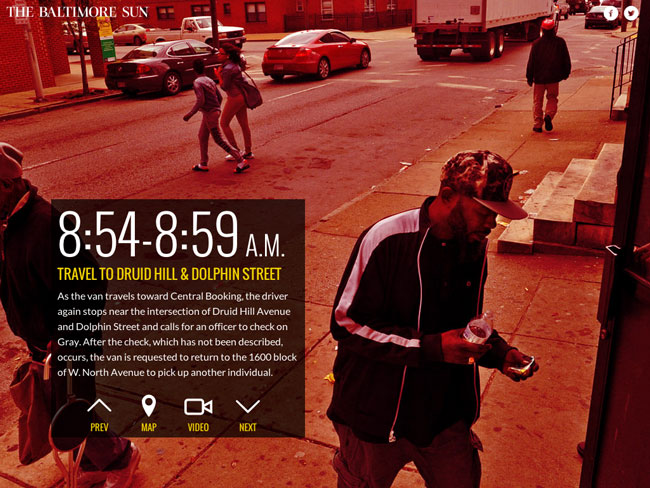 THE BALTIMORE SUN
8:54-8:59 A.M.
TRAVEL TO DRUID HILL & DOLPHIN STREET
As the van travels toward Central Booking, the driver
again stops near the intersection of Druid Hill Avenue
and Dolphin Street and calls for an officer to check on
Gray. After the check, which has not been described,
occurs, the van is requested to return to the 1600 block
of W. North Avenue to pick up another individual.
PREV MAP VIDEO NEXT